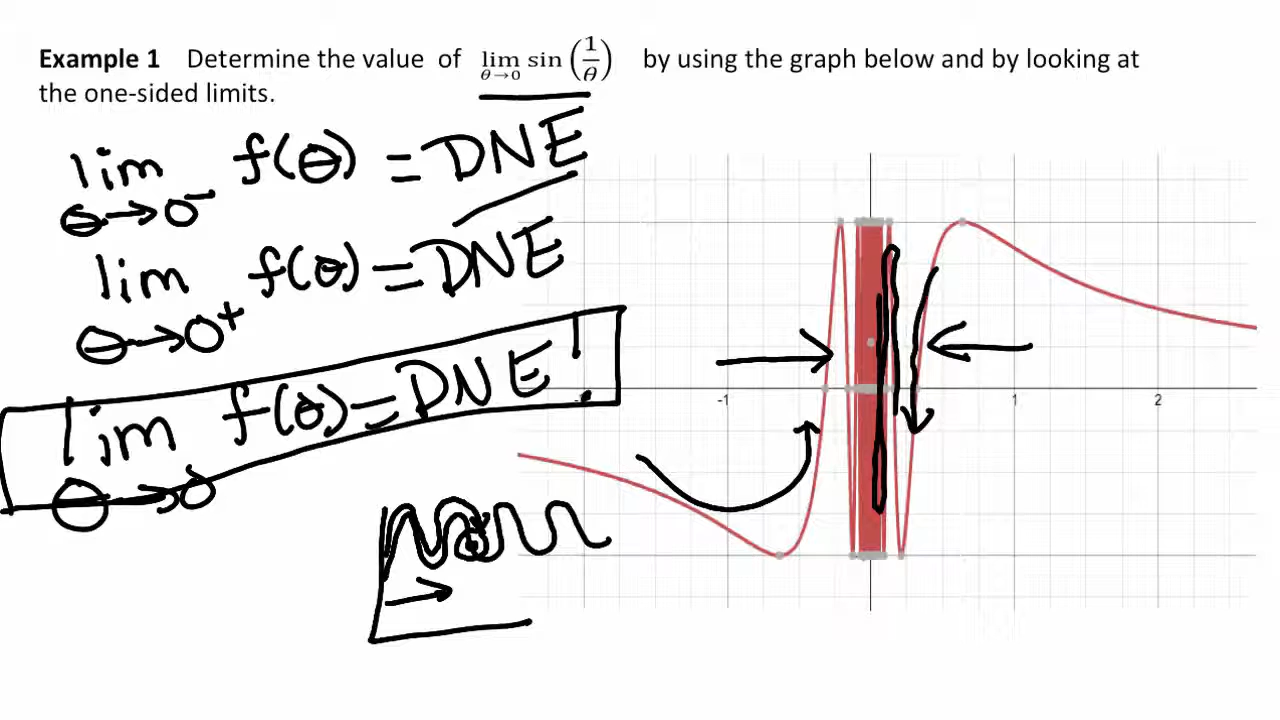 Example 1 Determine the value of lim θ→0 sin (1/θ) by using the graph below and by looking at
the one-sided limits.
lim θ→0⁻ f(θ) = DNE
lim θ→0⁺ f(θ) = DNE
lim θ→0 f(θ) = DNE!
-2 -1 1 2